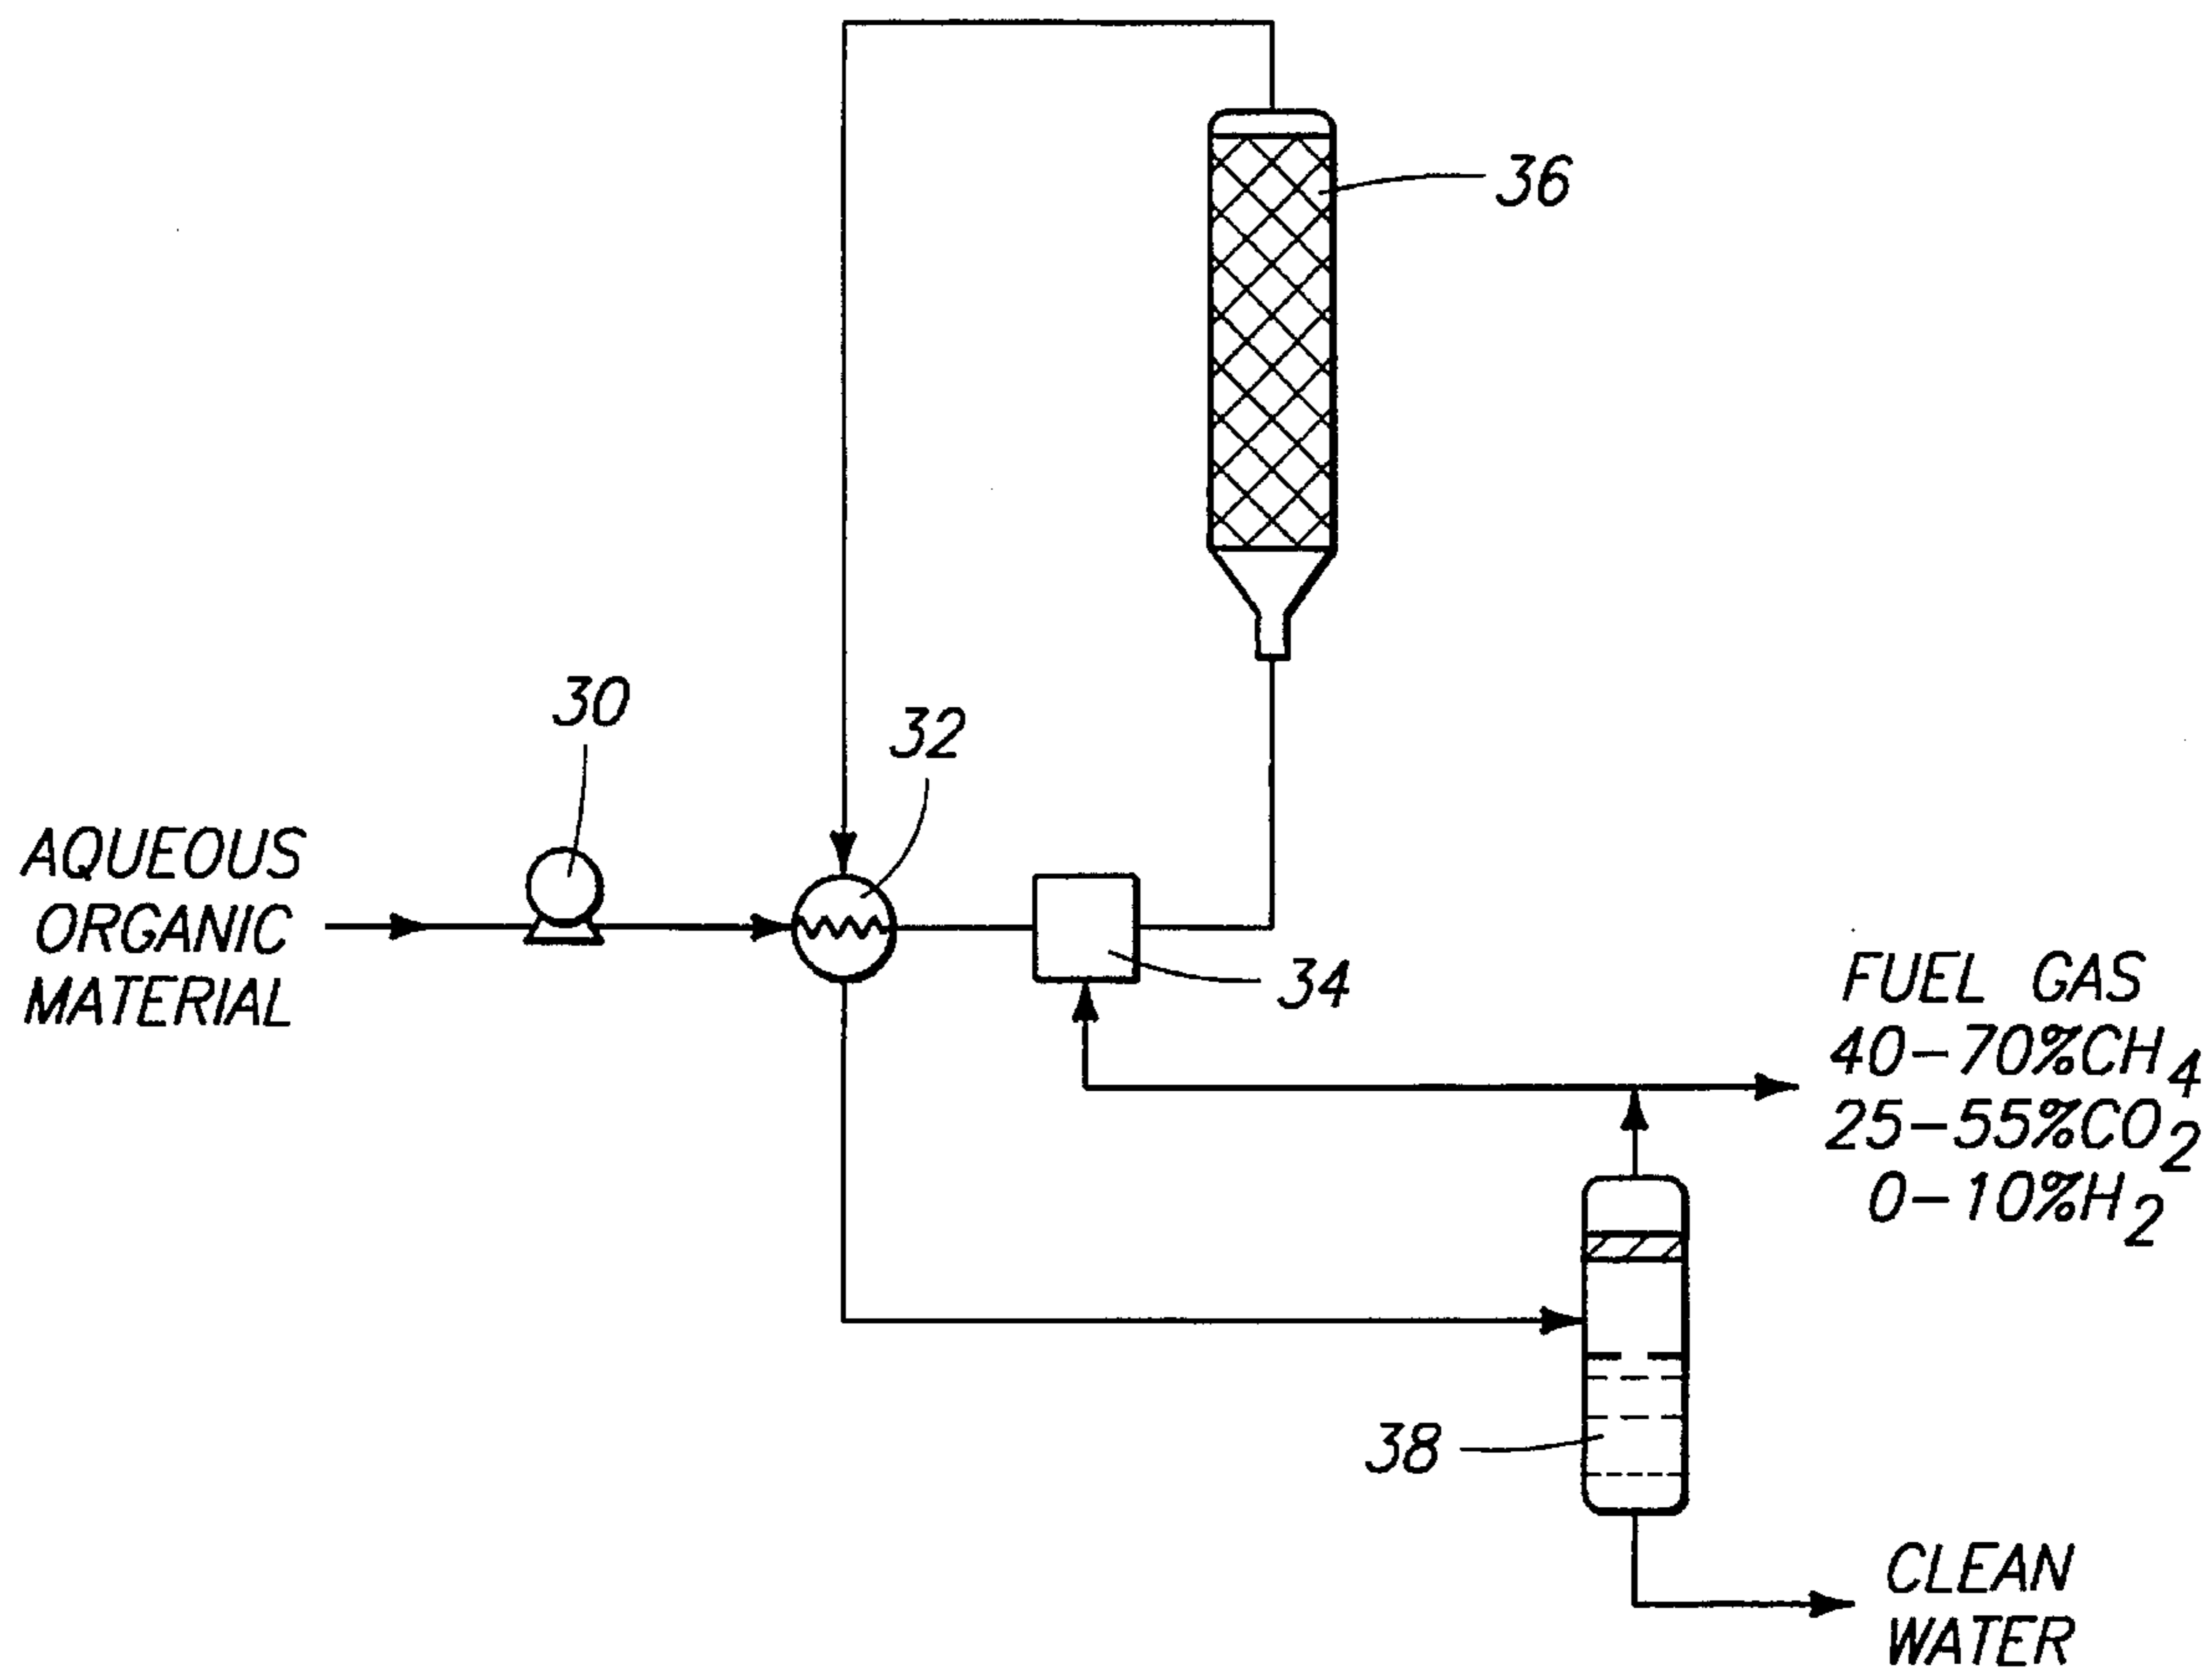 36
30
32
AQUEOUS
ORGANIC
MATERIAL
34
FUEL GAS
40-70%CH4
25-55%CO2
0-10%H2
38
CLEAN
WATER